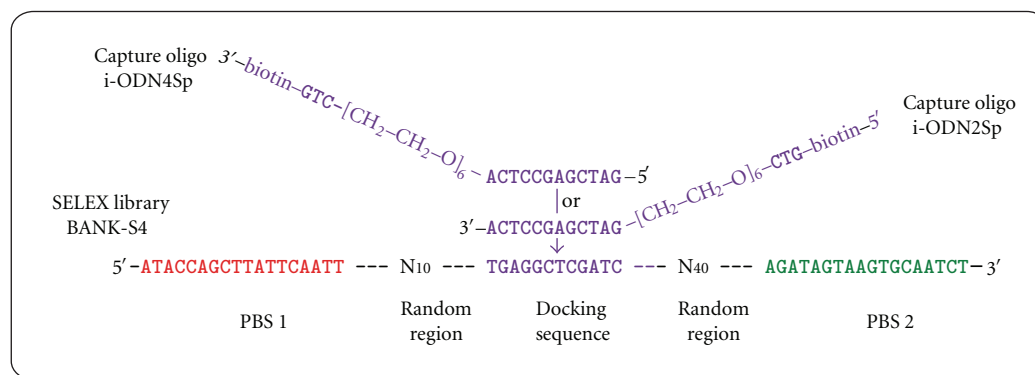 Capture oligo
i-ODN4Sp
3′–biotin–GTC–[CH2–CH2–O]6
–ACTCCGAGCTAG–5′
or
3′–ACTCCGAGCTAG–[CH2–CH2–O]6–CTG–biotin–5′
Capture oligo
i-ODN2Sp
SELEX library
BANK-S4
5′–ATACCAGCTTATTCAATT --- N10 --- TGAGGCTCGATC --- N40 --- AGATAGTAAGTGCAATCT–3′
PBS 1
Random
region
Docking
sequence
Random
region
PBS 2